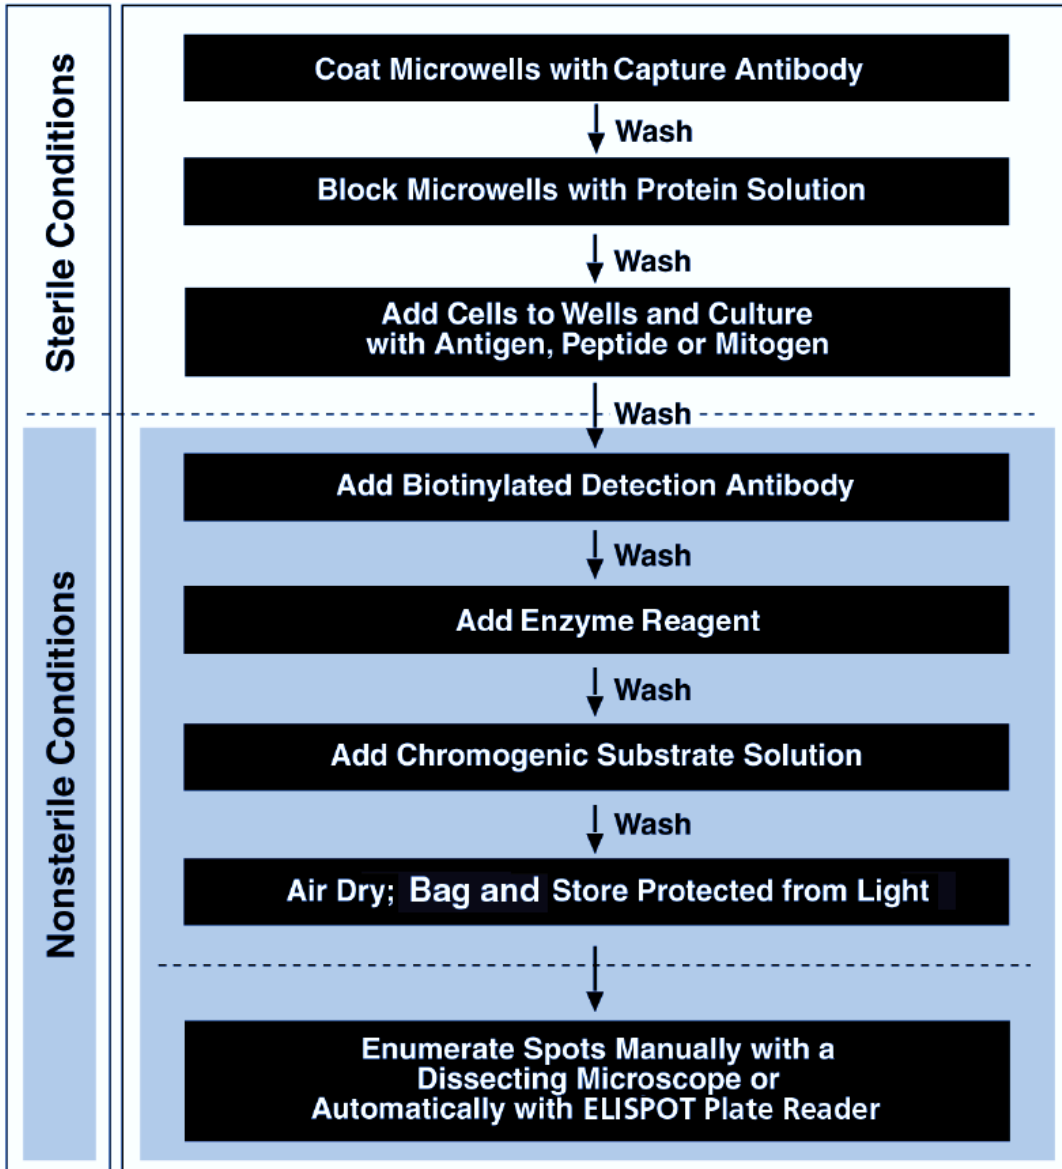 Sterile Conditions
Coat Microwells with Capture Antibody
Wash
Block Microwells with Protein Solution
Wash
Add Cells to Wells and Culture
with Antigen, Peptide or Mitogen
Wash
Nonsterile Conditions
Add Biotinylated Detection Antibody
Wash
Add Enzyme Reagent
Wash
Add Chromogenic Substrate Solution
Wash
Air Dry; Bag and Store Protected from Light
Enumerate Spots Manually with a
Dissecting Microscope or
Automatically with ELISPOT Plate Reader